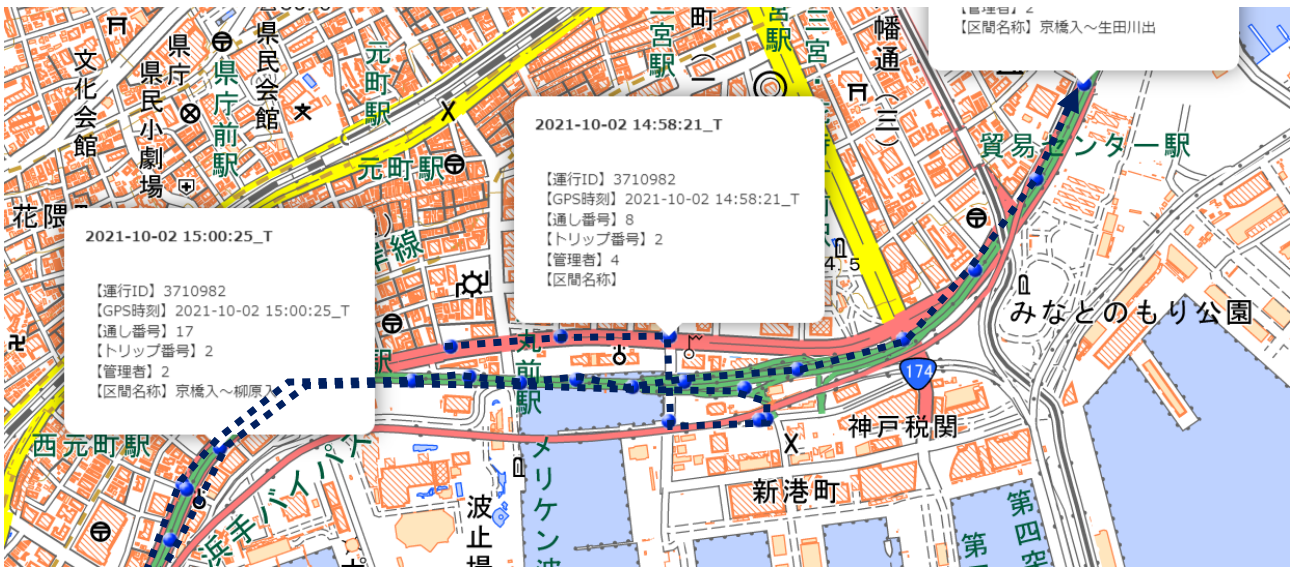 【管理者】2
【区間名称】京橋入～生田川出
文化会館
県庁
県民小劇場
県庁前駅
県民会館
元町駅
元町駅
花隈
三宮駅
町(一)
三宮・
幡通(三)
貿易センター駅
2021-10-02 14:58:21_T
【運行ID】3710982
【GPS時刻】2021-10-02 14:58:21_T
【通し番号】8
【トリップ番号】2
【管理者】4
【区間名称】
2021-10-02 15:00:25_T
【運行ID】3710982
【GPS時刻】2021-10-02 15:00:25_T
【通し番号】17
【トリップ番号】2
【管理者】2
【区間名称】京橋入～柳原入
岸線
4.5
みなとのもり公園
駅
174
神戸税関
西元町駅
浜手バイパス
メリケン波
波止場
新港町
第四突
第